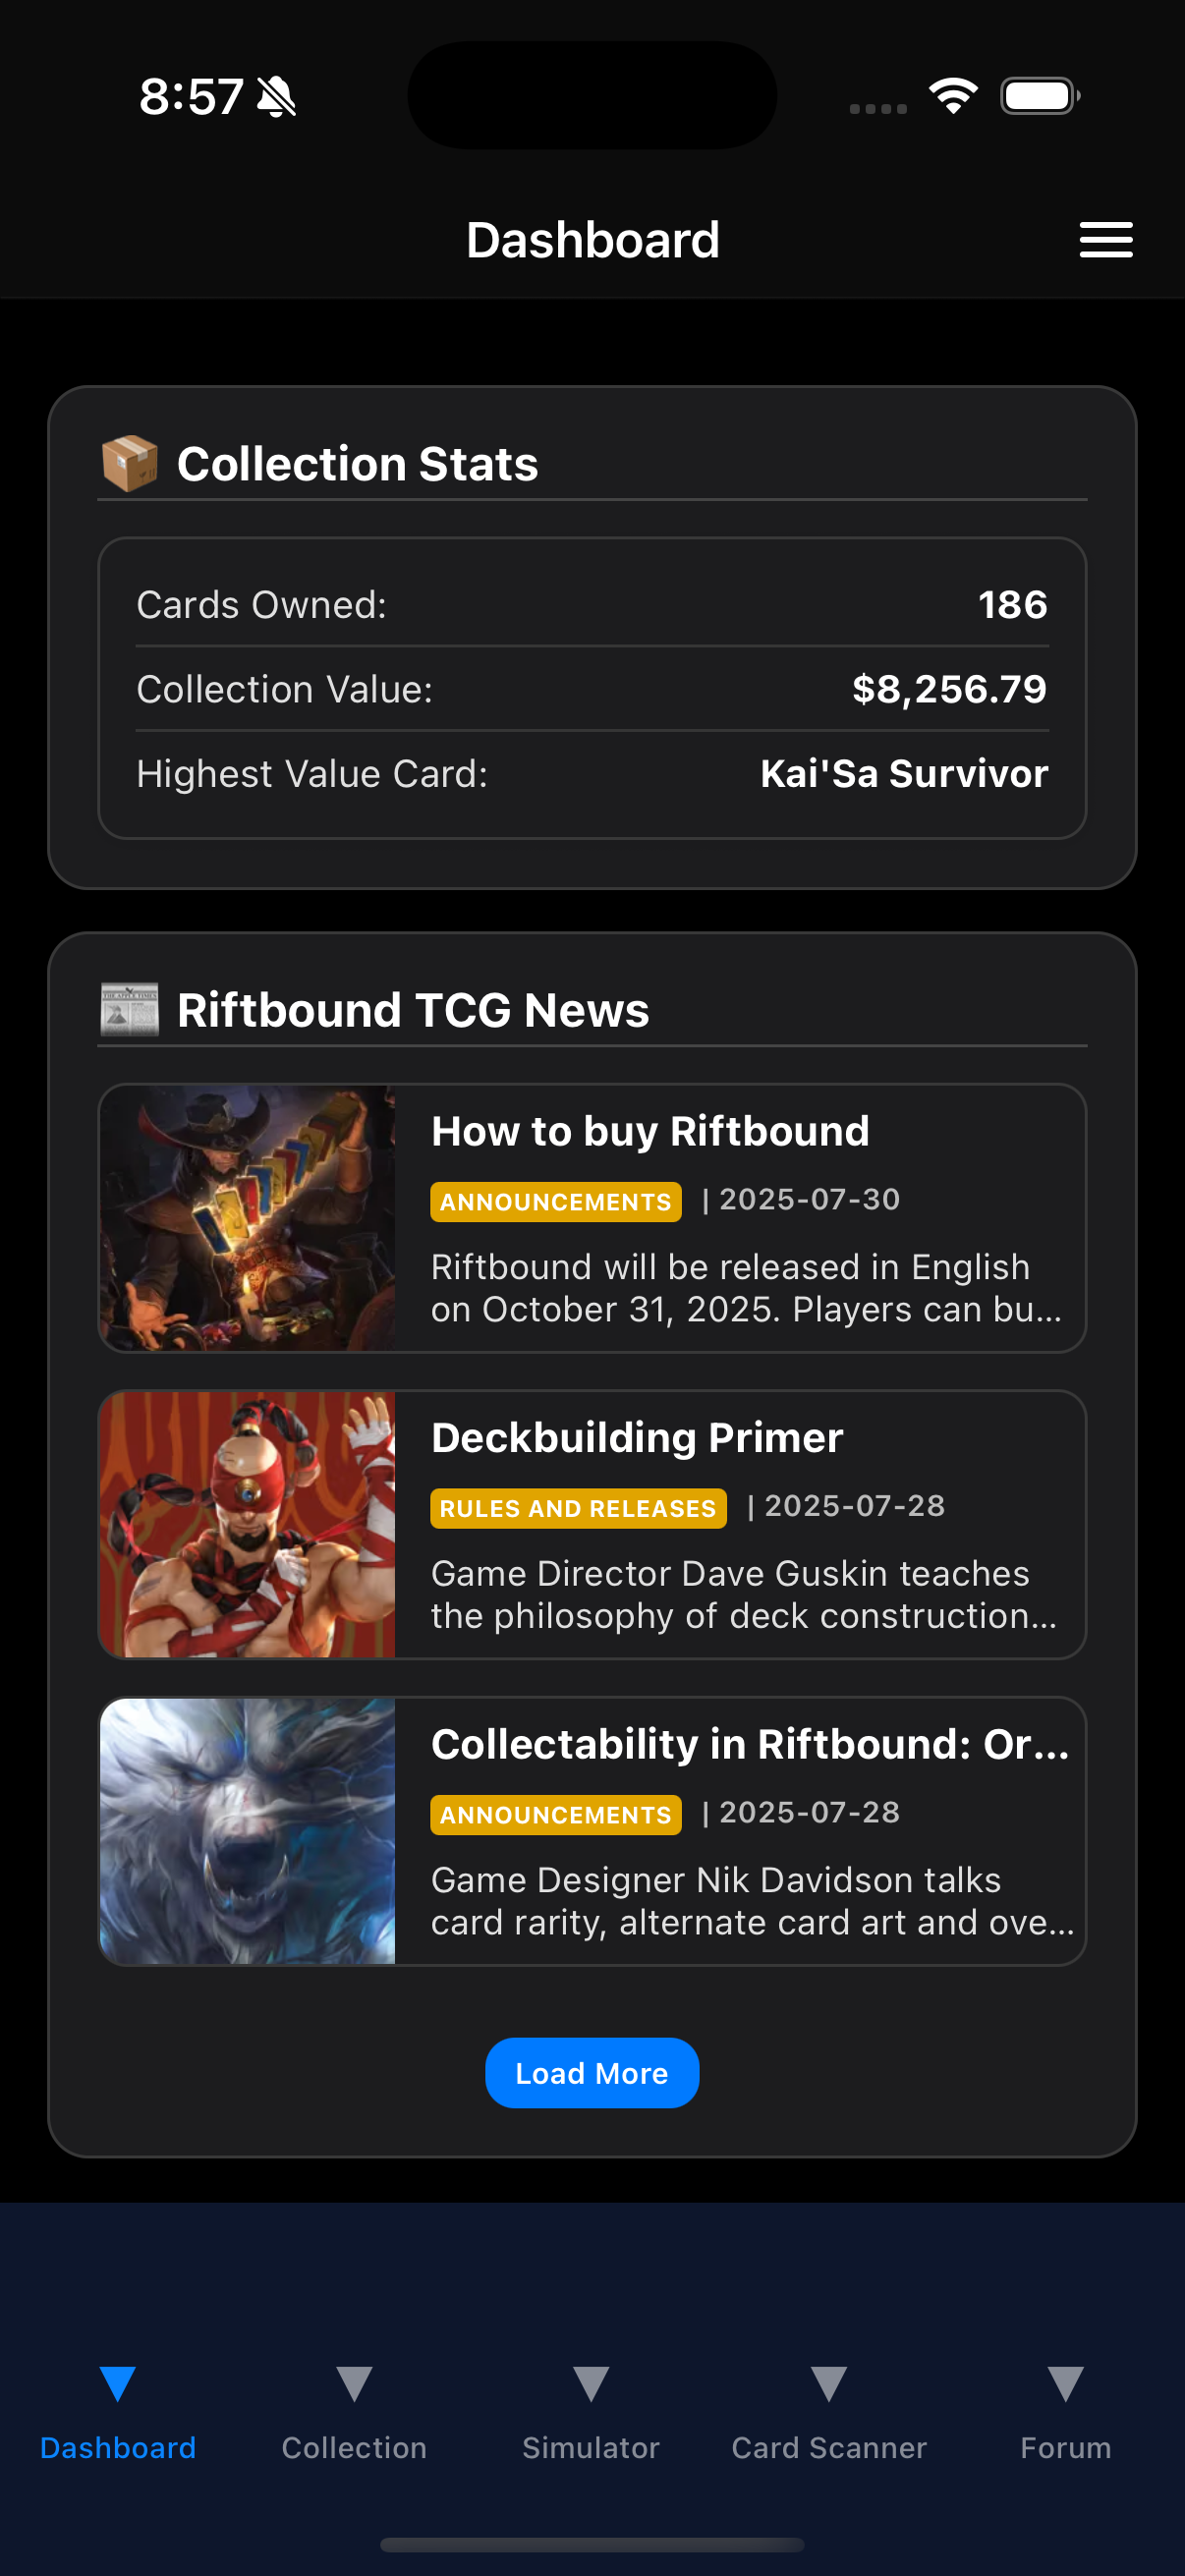 8:57
Dashboard
Collection Stats
Cards Owned: 186
Collection Value: $8,256.79
Highest Value Card: Kai'Sa Survivor
Riftbound TCG News
How to buy Riftbound
ANNOUNCEMENTS | 2025-07-30
Riftbound will be released in English
on October 31, 2025. Players can bu...
Deckbuilding Primer
RULES AND RELEASES | 2025-07-28
Game Director Dave Guskin teaches
the philosophy of deck construction...
Collectability in Riftbound: Or...
ANNOUNCEMENTS | 2025-07-28
Game Designer Nik Davidson talks
card rarity, alternate card art and ove...
Load More
Dashboard Collection Simulator Card Scanner Forum